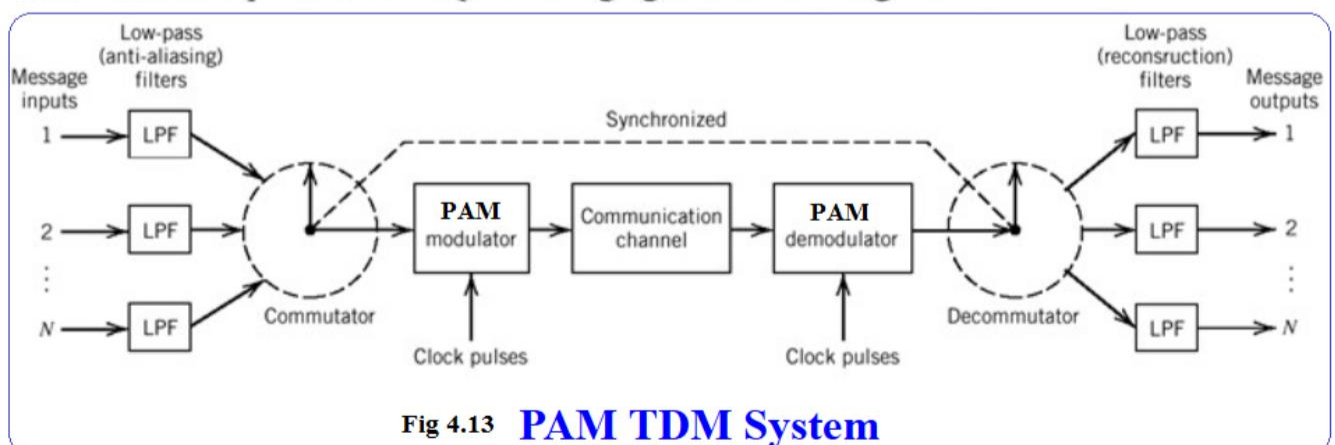 Low-pass
(anti-aliasing)
filters
Message
inputs
1
LPF
2
LPF
⋮
N
LPF
Commutator
Synchronized
PAM
modulator
Clock pulses
Communication
channel
PAM
demodulator
Clock pulses
Decommutator
Low-pass
(reconsruction)
filters
Message
outputs
LPF
1
LPF
2
⋮
LPF
N
Fig 4.13 PAM TDM System